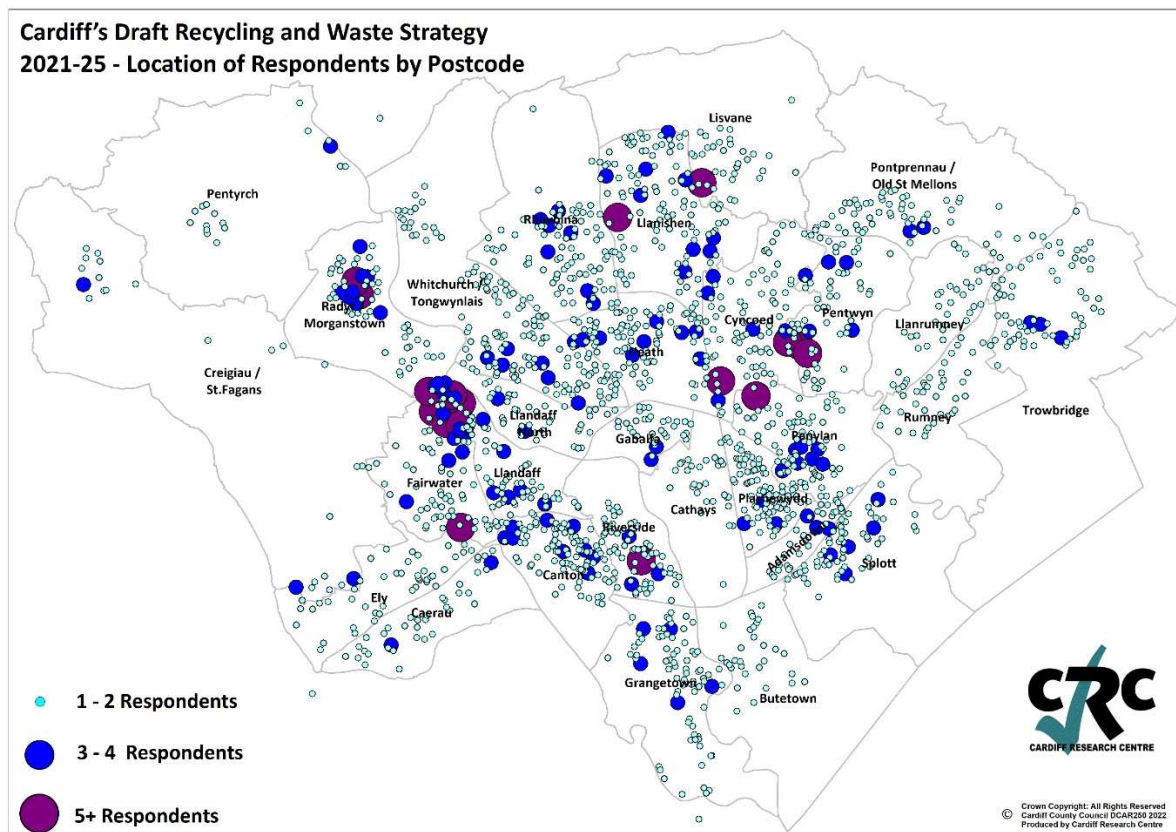 Cardiff's Draft Recycling and Waste Strategy
2021-25 - Location of Respondents by Postcode
Lisvane
Pontprennau /
Old St Mellons
Pentyrch
Rhiwbina
Llanishen
Whitchurch /
Tongwynlais
Radyr
Morganstown
Cyncoed
Pentwyn
Llanrumney
Heath
Creigiau /
St.Fagans
Trowbridge
Rumney
Llandaff
North
Gabalfa
Penylan
Fairwater
Llandaff
Cathays
Plasnewydd
Riverside
Adamsdown
Splott
Canton
Ely
Caerau
Grangetown
Butetown
1 - 2 Respondents
3 - 4 Respondents
5+ Respondents
CRC
CARDIFF RESEARCH CENTRE
© Crown Copyright: All Rights Reserved
Cardiff County Council DCAR250 2022
Produced by Cardiff Research Centre